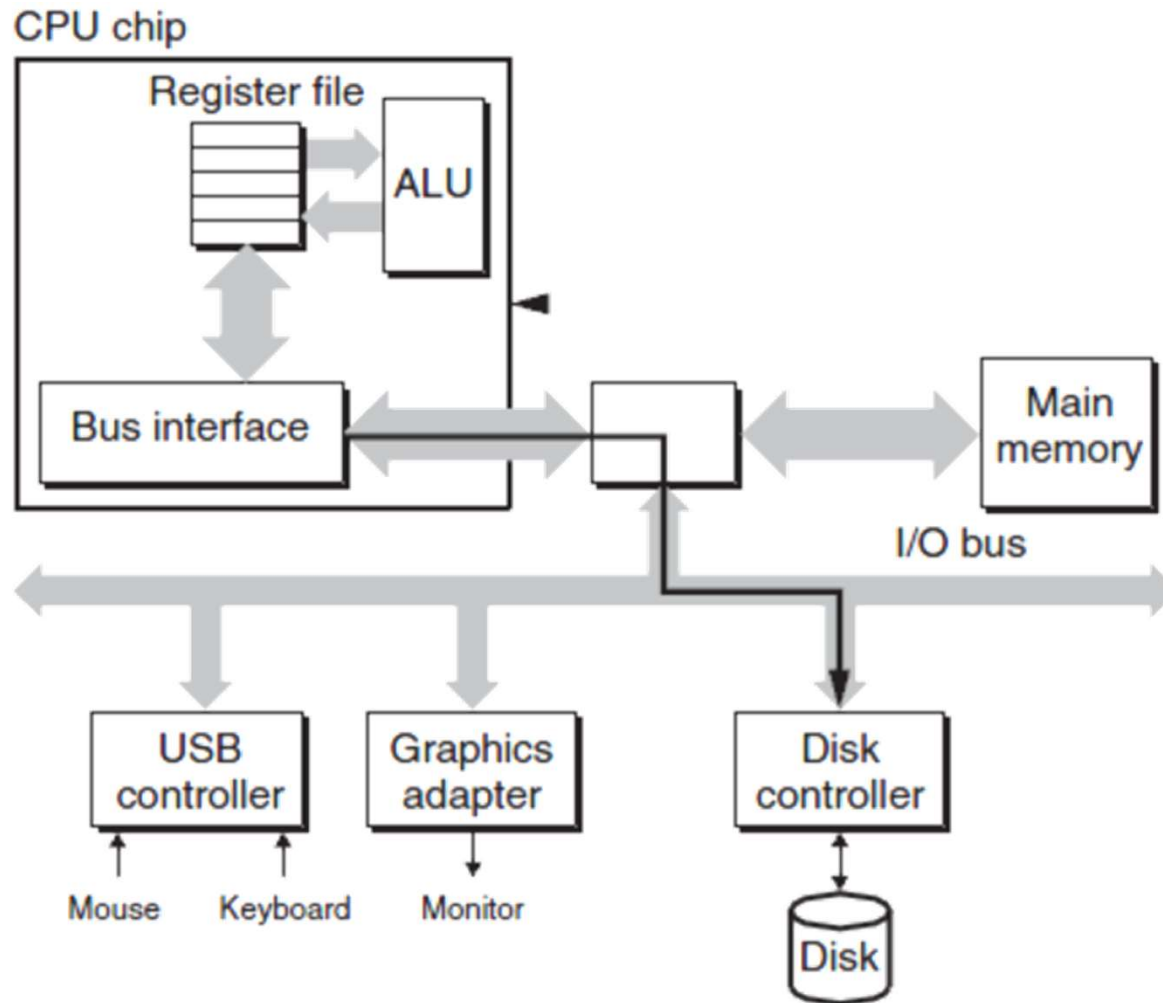 CPU chip
Register file
ALU
Bus interface
Main
memory
I/O bus
USB
controller
Graphics
adapter
Disk
controller
Mouse
Keyboard
Monitor
Disk